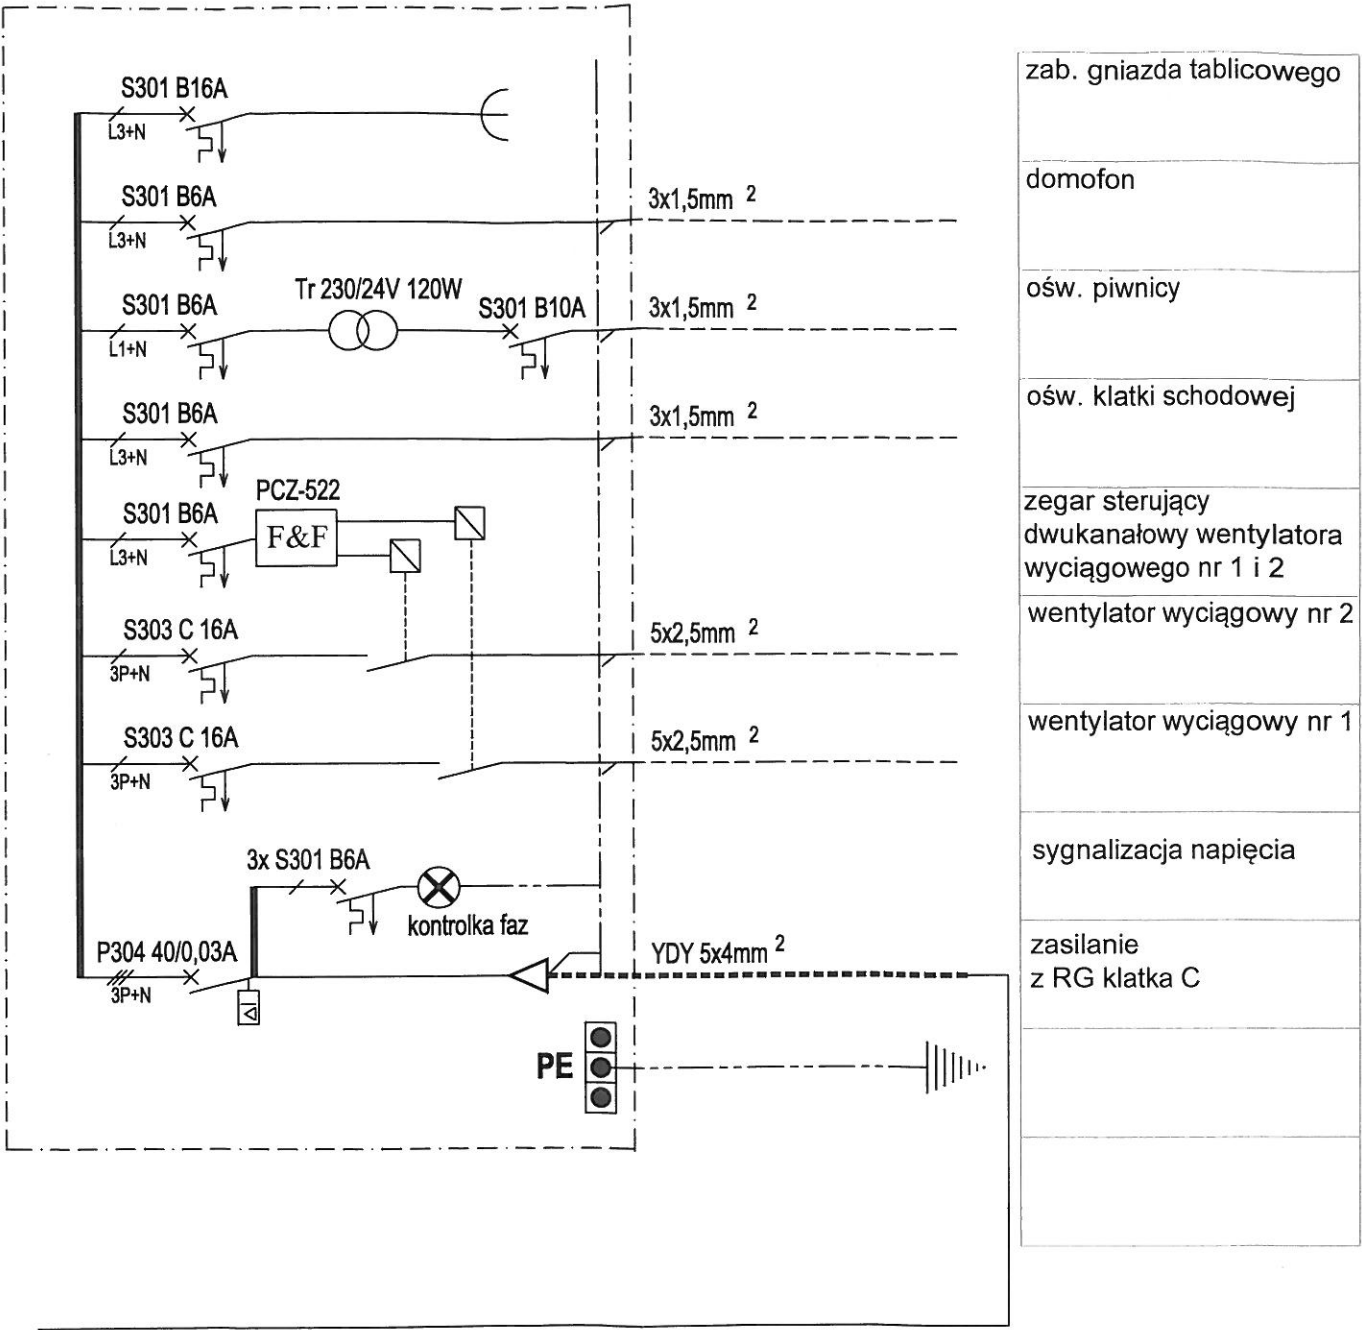 S301 B16A
L3+N
zab. gniazda tablicowego
S301 B6A
L3+N
3x1,5mm 2
domofon
S301 B6A
L1+N
Tr 230/24V 120W
S301 B10A
3x1,5mm 2
ośw. piwnicy
S301 B6A
L3+N
3x1,5mm 2
ośw. klatki schodowej
S301 B6A
L3+N
PCZ-522
F&F
zegar sterujący
dwukanałowy wentylatora
wyciągowego nr 1 i 2
S303 C 16A
3P+N
5x2,5mm 2
wentylator wyciągowy nr 2
S303 C 16A
3P+N
5x2,5mm 2
wentylator wyciągowy nr 1
3x S301 B6A
kontrolka faz
sygnalizacja napięcia
P304 40/0,03A
3P+N
YDY 5x4mm 2
zasilanie
z RG klatka C
PE